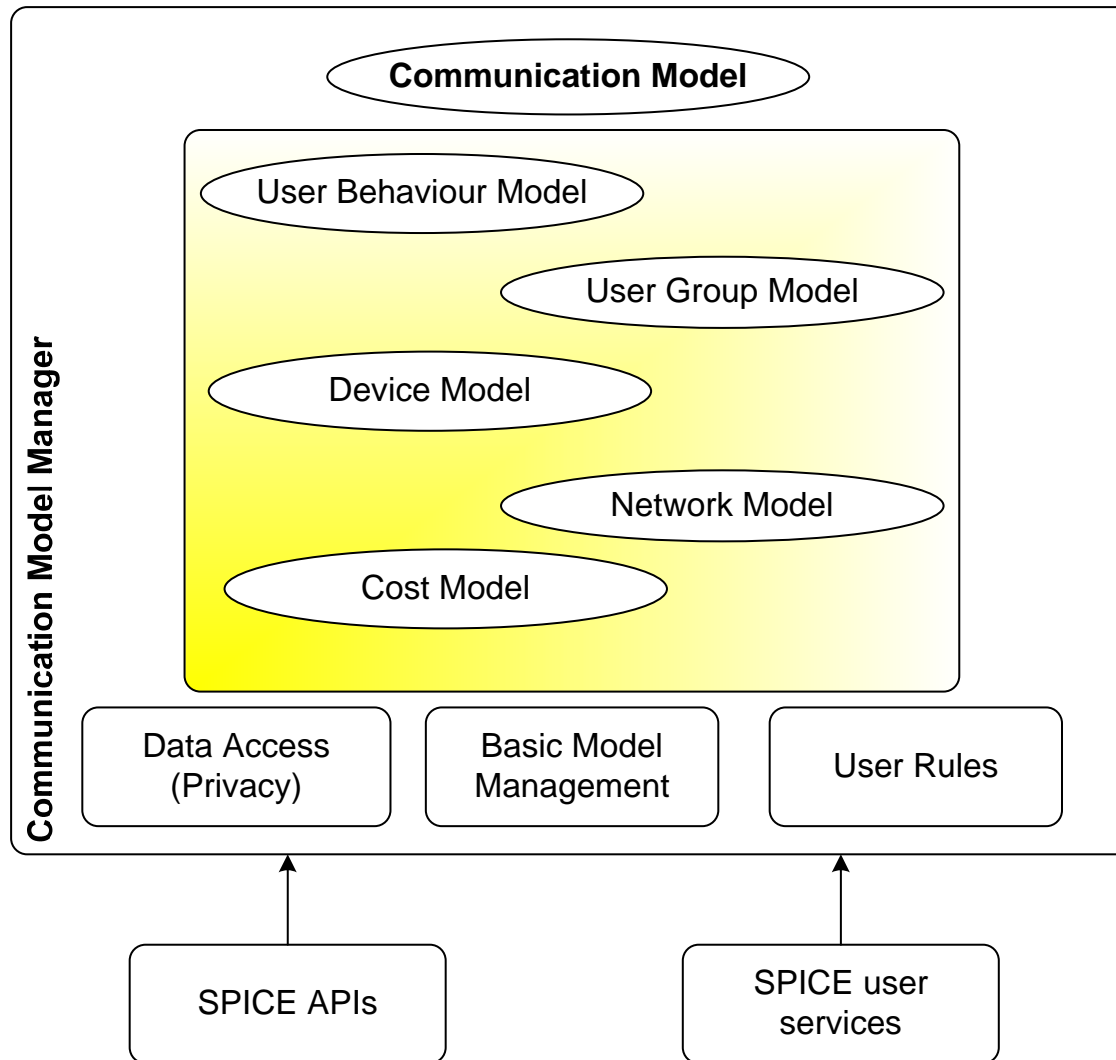 Communication Model
User Behaviour Model
User Group Model
Device Model
Network Model
Cost Model
Communication Model Manager
Data Access
(Privacy)
Basic Model
Management
User Rules
SPICE APIs
SPICE user
services